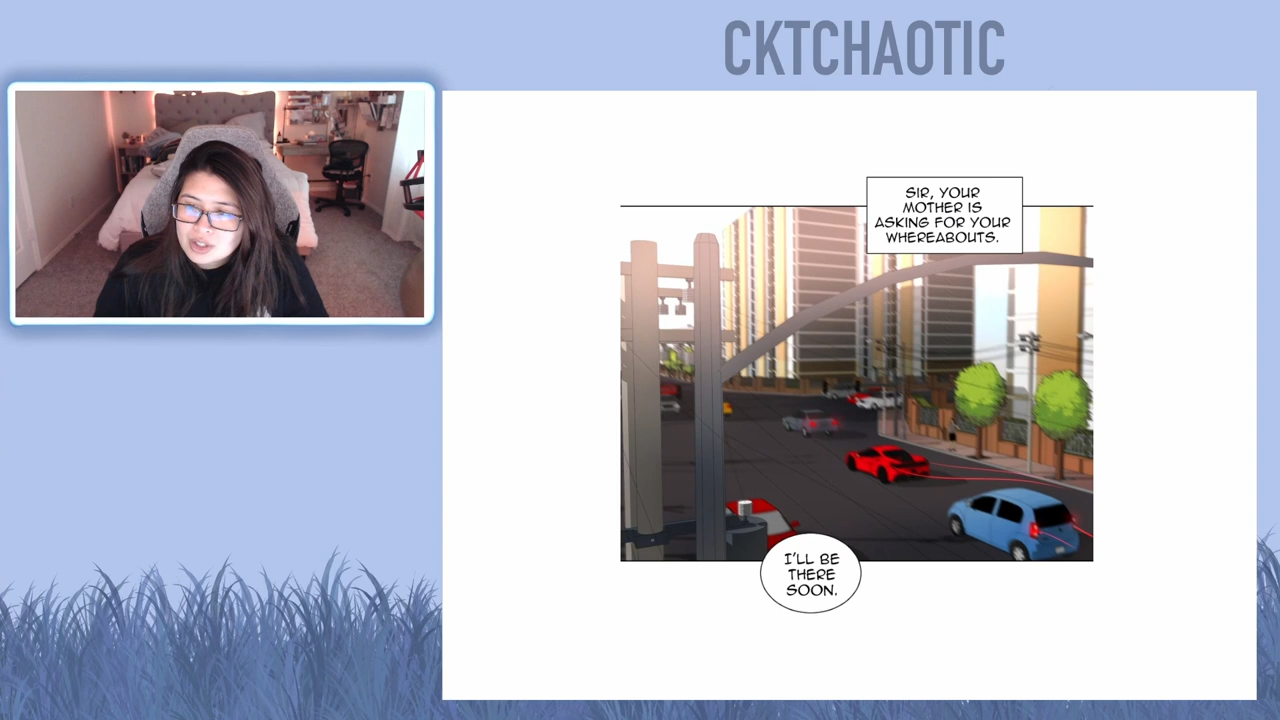 CKTCHAOTIC
SIR, YOUR
MOTHER IS
ASKING FOR YOUR
WHEREABOUTS.
I'LL BE
THERE
SOON.